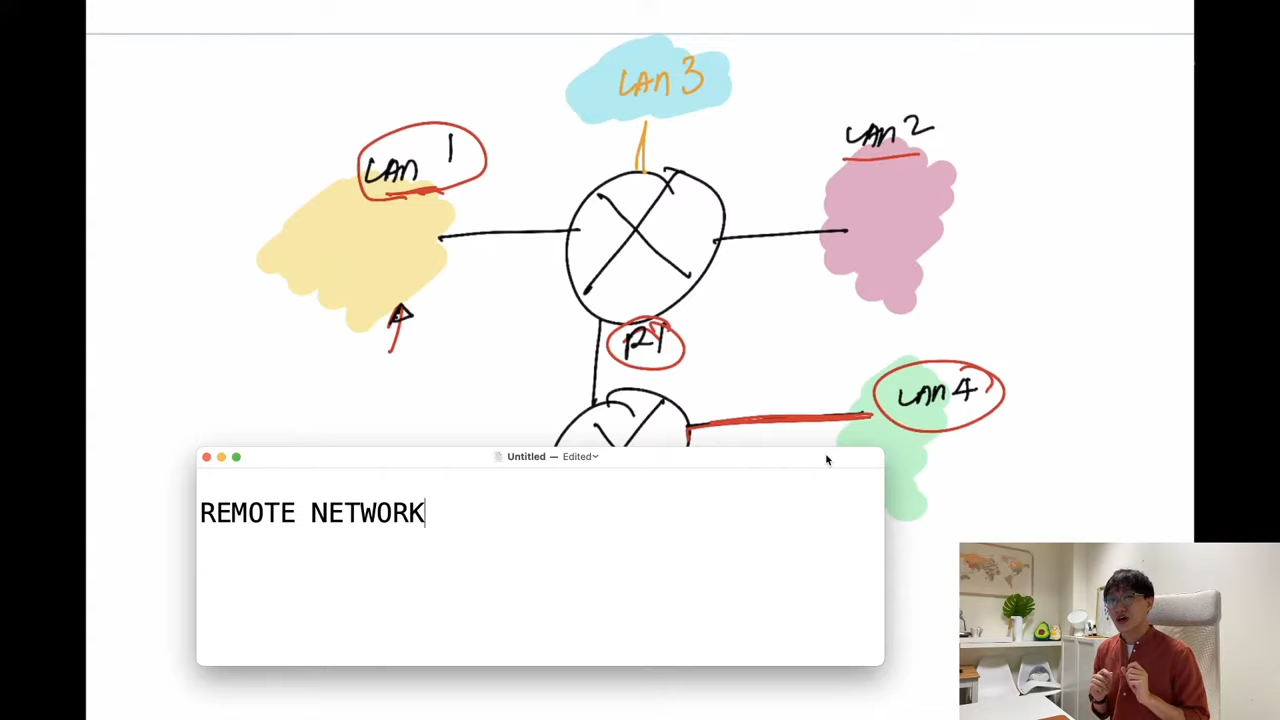 LAN 3
LAN 2
LAN 1
R1
LAN 4
Untitled — Edited
REMOTE NETWORK